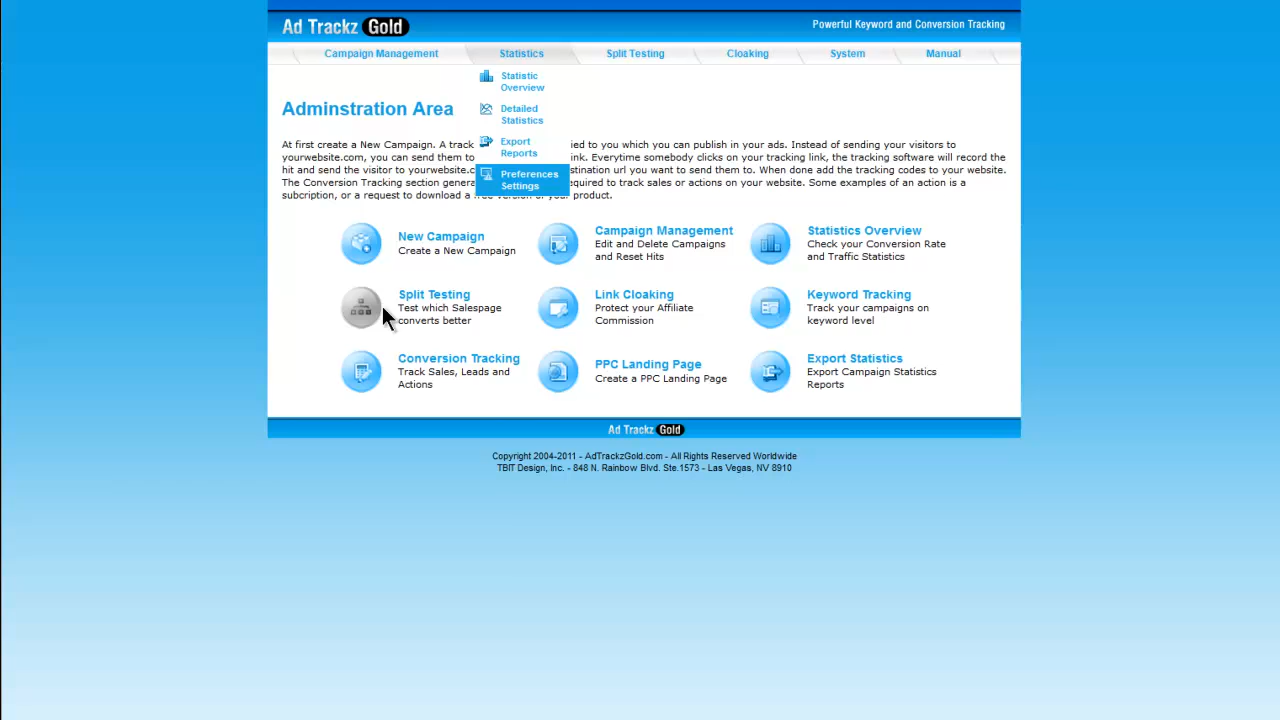 Ad Trackz Gold
Powerful Keyword and Conversion Tracking
Campaign Management
Statistics
Split Testing
Cloaking
System
Manual
Statistic
Overview
Detailed
Statistics
Export
Reports
Preferences
Settings
Adminstration Area
At first create a New Campaign. A track ied to you which you can publish in your ads. Instead of sending your visitors to
yourwebsite.com, you can send them to ink. Everytime somebody clicks on your tracking link, the tracking software will record the
hit and send the visitor to yourwebsite.c stination url you want to send them to. When done add the tracking codes to your website.
The Conversion Tracking section genera equired to track sales or actions on your website. Some examples of an action is a
subcription, or a request to download a free version of your product.
New Campaign
Create a New Campaign
Campaign Management
Edit and Delete Campaigns
and Reset Hits
Statistics Overview
Check your Conversion Rate
and Traffic Statistics
Split Testing
Test which Salespage
converts better
Link Cloaking
Protect your Affiliate
Commission
Keyword Tracking
Track your campaigns on
keyword level
Conversion Tracking
Track Sales, Leads and
Actions
PPC Landing Page
Create a PPC Landing Page
Export Statistics
Export Campaign Statistics
Reports
Ad Trackz Gold
Copyright 2004-2011 - AdTrackzGold.com - All Rights Reserved Worldwide
TBIT Design, Inc. - 848 N. Rainbow Blvd. Ste.1573 - Las Vegas, NV 8910